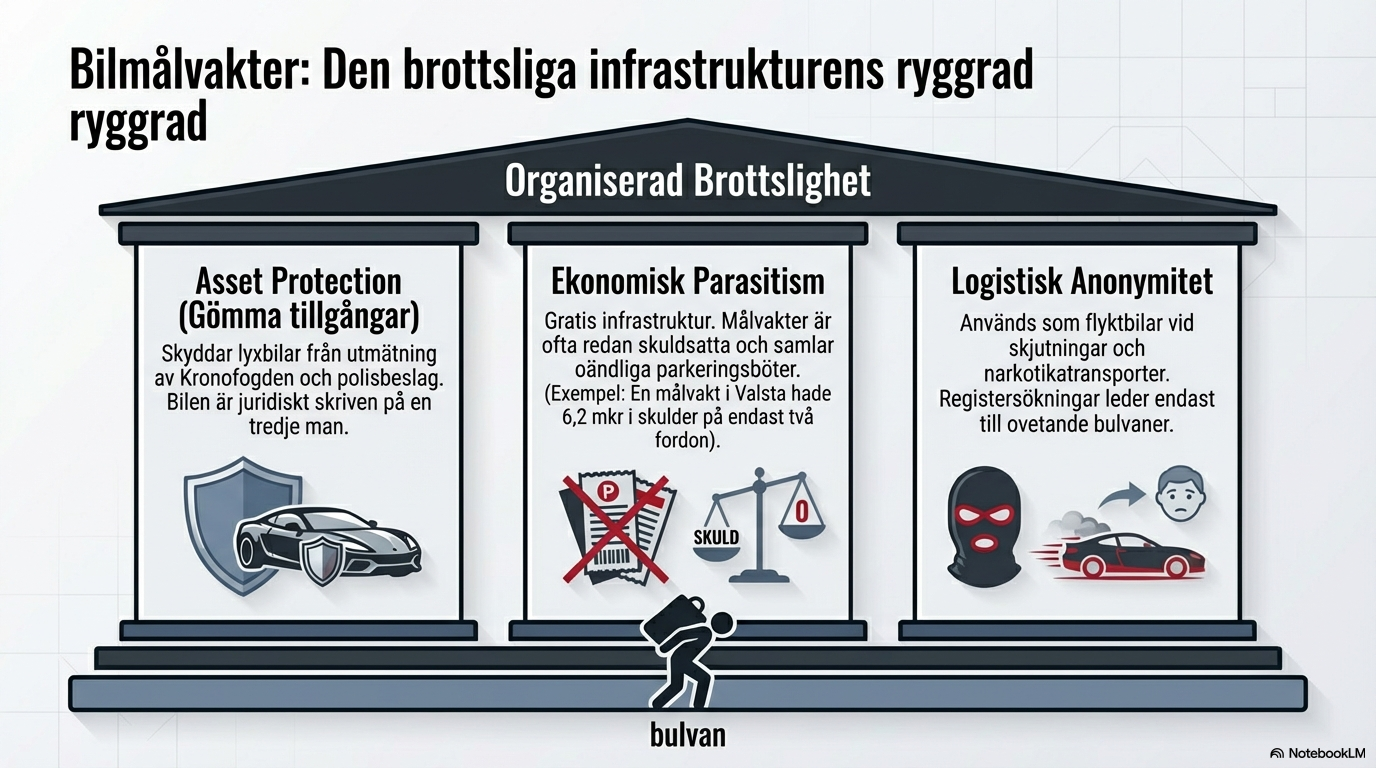 Bilmålvakter: Den brottsliga infrastrukturens ryggrad
ryggrad
Organiserad Brottslighet
Asset Protection
(Gömma tillgångar)
Skyddar lyxbilar från utmätning
av Kronofogden och polisbeslag.
Bilen är juridiskt skriven på en
tredje man.
Ekonomisk Parasitism
Gratis infrastruktur. Målvakter är
ofta redan skuldsatta och samlar
oändliga parkeringsböter.
(Exempel: En målvakt i Valsta hade
6,2 mkr i skulder på endast två
fordon).
P
SKULD
0
Logistisk Anonymitet
Används som flyktbilar vid
skjutningar och
narkotikatransporter.
Registersökningar leder endast
till ovetande bulvaner.
bulvan
NotebookLM